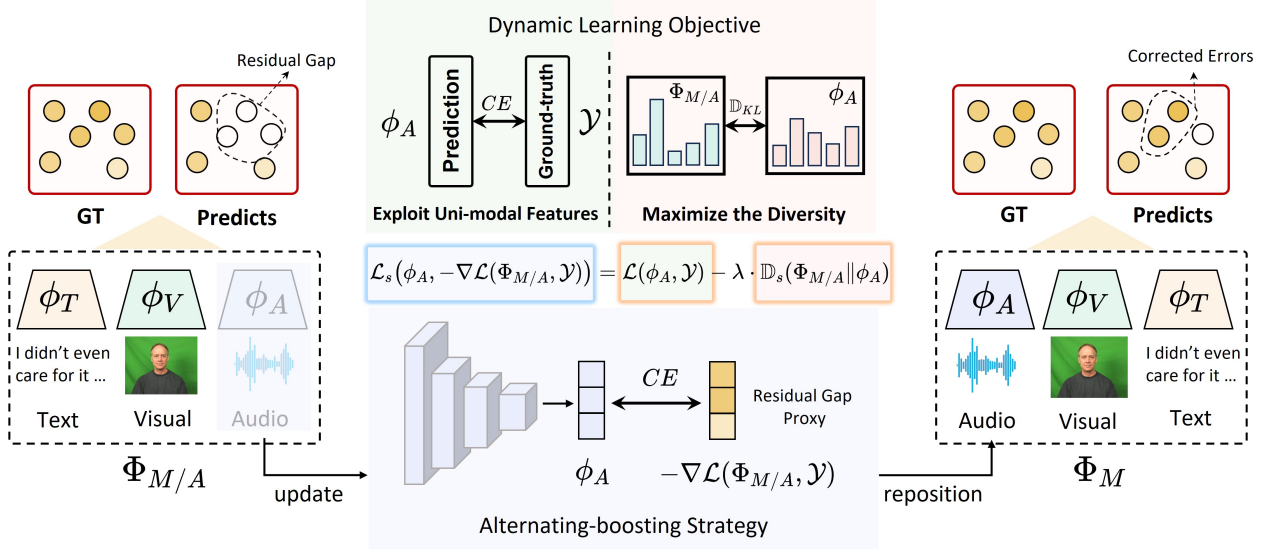 Dynamic Learning Objective
Residual Gap
GT
Predicts
ϕ_T
ϕ_V
ϕ_A
I didn't even
care for it ...
Text
Visual
Audio
Φ_{M/A}
update
ϕ_A
Prediction
CE
Ground-truth
𝒴
Exploit Uni-modal Features
Φ_{M/A}
𝔻_{KL}
ϕ_A
Maximize the Diversity
ℒ_s(ϕ_A, −∇ℒ(Φ_{M/A}, 𝒴)) = ℒ(ϕ_A, 𝒴) − λ · 𝔻_s(Φ_{M/A}‖ϕ_A)
CE
Residual Gap
Proxy
ϕ_A
−∇ℒ(Φ_{M/A}, 𝒴)
Alternating-boosting Strategy
reposition
Corrected Errors
GT
Predicts
ϕ_A
ϕ_V
ϕ_T
I didn't even
care for it ...
Audio
Visual
Text
Φ_M